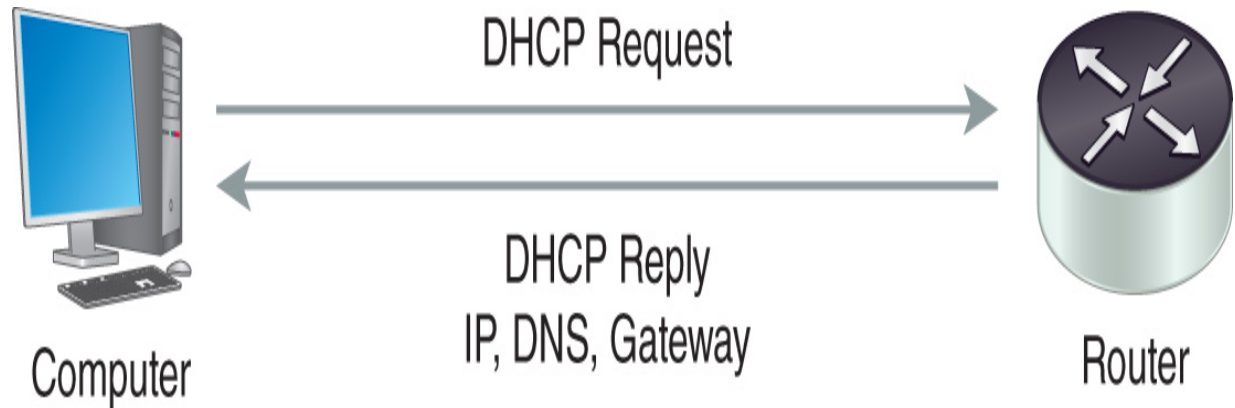 DHCP Request
DHCP Reply
IP, DNS, Gateway
Computer
Router